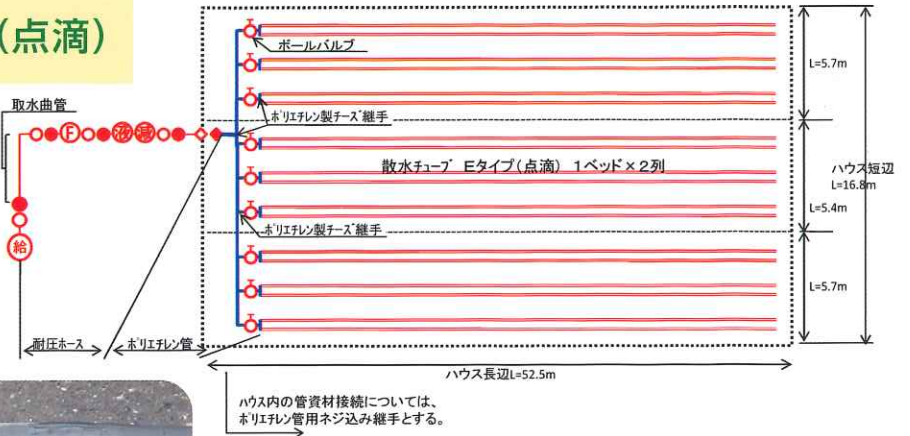 (点滴)
ボールバルブ
L=5.7m
取水曲管
F
液
減
ポリエチレン製チーズ継手
散水チューブ Eタイプ(点滴) 1ベッド×2列
ハウス短辺
L=16.8m
L=5.4m
ポリエチレン製チーズ継手
給
L=5.7m
耐圧ホース
ポリエチレン管
ハウス長辺L=52.5m
ハウス内の管資材接続については、
ポリエチレン管用ネジ込み継手とする。